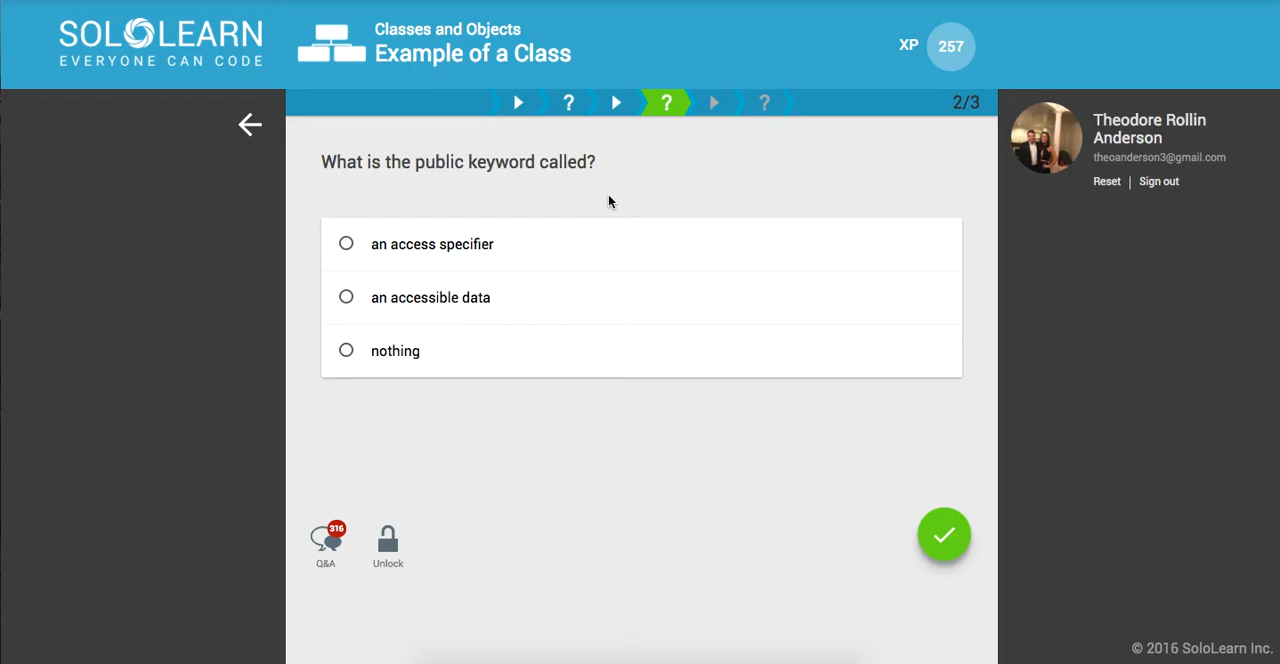 SOLOLEARN
EVERYONE CAN CODE
Classes and Objects
Example of a Class
XP 257
? ? ? 2/3
Theodore Rollin
Anderson
theoanderson3@gmail.com
Reset | Sign out
What is the public keyword called?
an access specifier
an accessible data
nothing
316
Q&A
Unlock
© 2016 SoloLearn Inc.